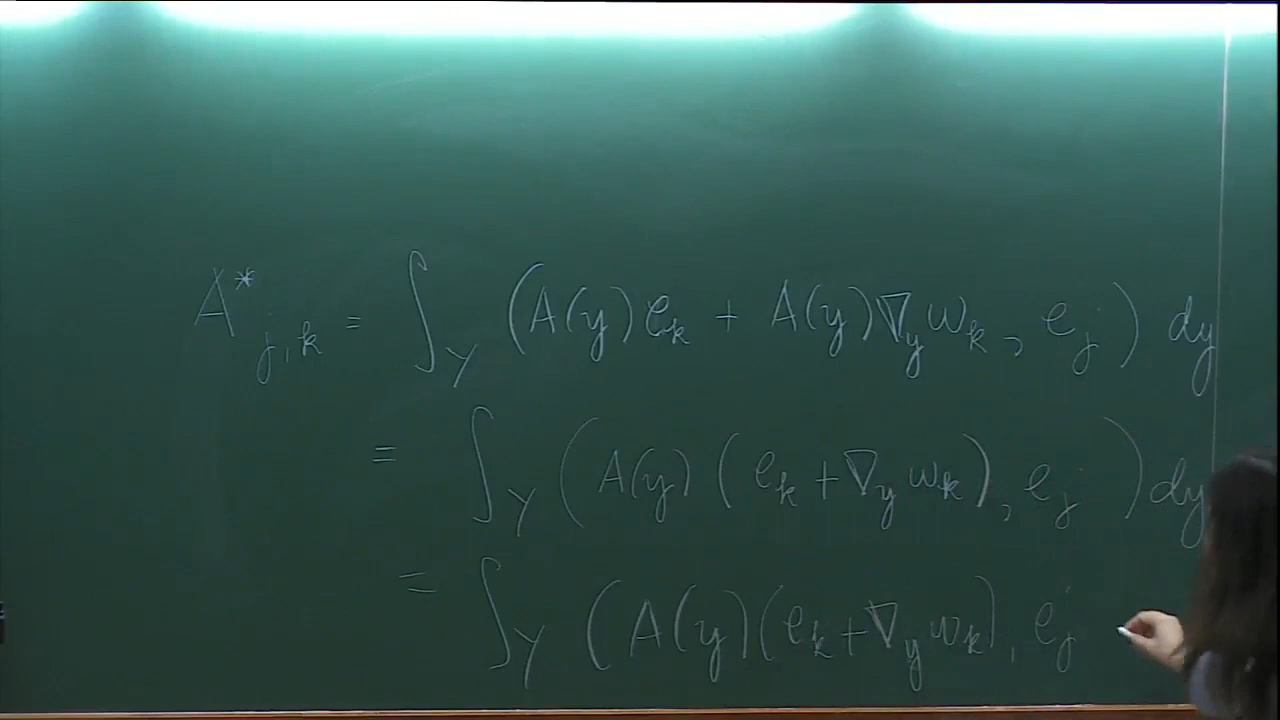 A*_{j,k} = ∫_Y (A(y)e_k + A(y)∇_y w_k, e_j) dy
= ∫_Y (A(y) (e_k + ∇_y w_k), e_j ) dy
= ∫_Y (A(y)(e_k + ∇_y w_k), e_j